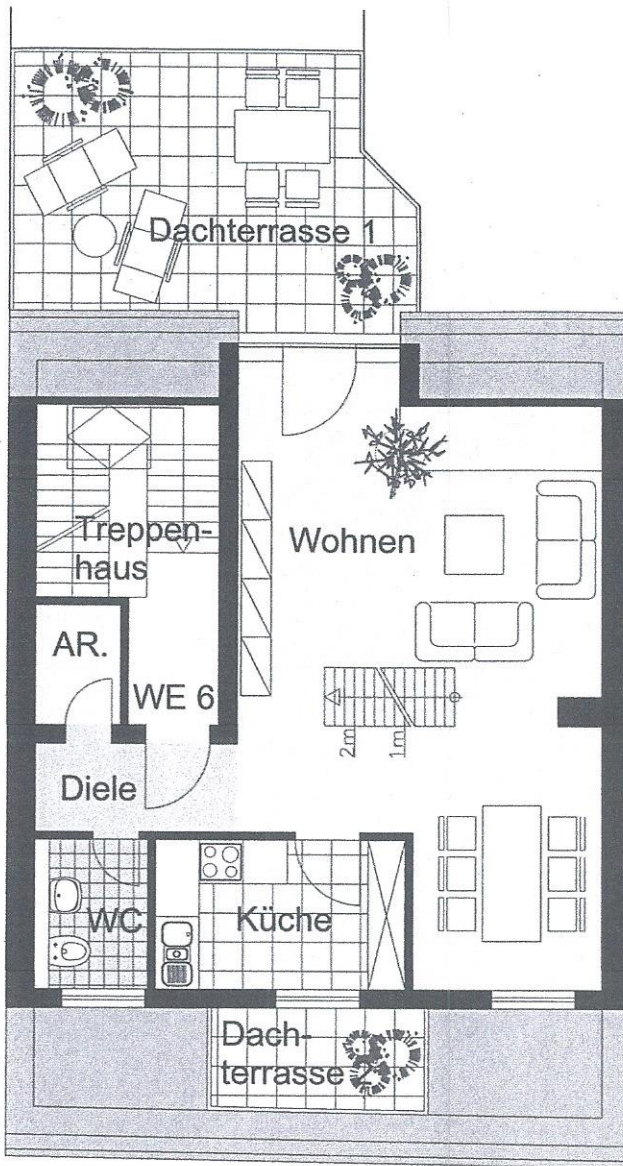 Dachterrasse 1
Wohnen
Treppen-
haus
AR.
WE 6
2m
1m
Diele
WC
Küche
Dach-
terrasse 2